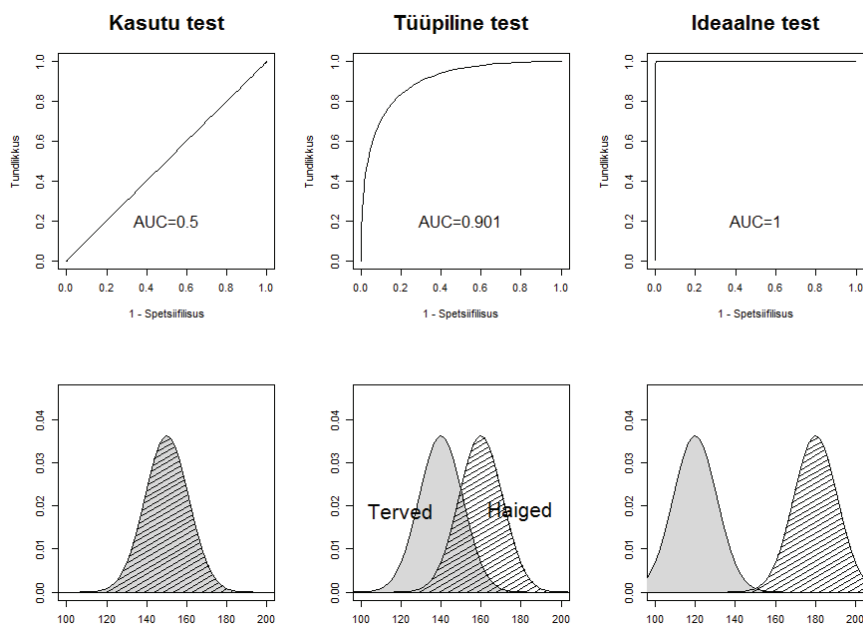 Kasutu test
Tüüpiline test
Ideaalne test
Tundlikkus
0.0 0.2 0.4 0.6 0.8 1.0
AUC=0.5
0.0 0.2 0.4 0.6 0.8 1.0
1 - Spetsiifilisus
Tundlikkus
0.0 0.2 0.4 0.6 0.8 1.0
AUC=0.901
0.0 0.2 0.4 0.6 0.8 1.0
1 - Spetsiifilisus
Tundlikkus
0.0 0.2 0.4 0.6 0.8 1.0
AUC=1
0.0 0.2 0.4 0.6 0.8 1.0
1 - Spetsiifilisus
0.00 0.01 0.02 0.03 0.04
100 120 140 160 180 200
0.00 0.01 0.02 0.03 0.04
Terved
Haiged
100 120 140 160 180 200
0.00 0.01 0.02 0.03 0.04
100 120 140 160 180 200